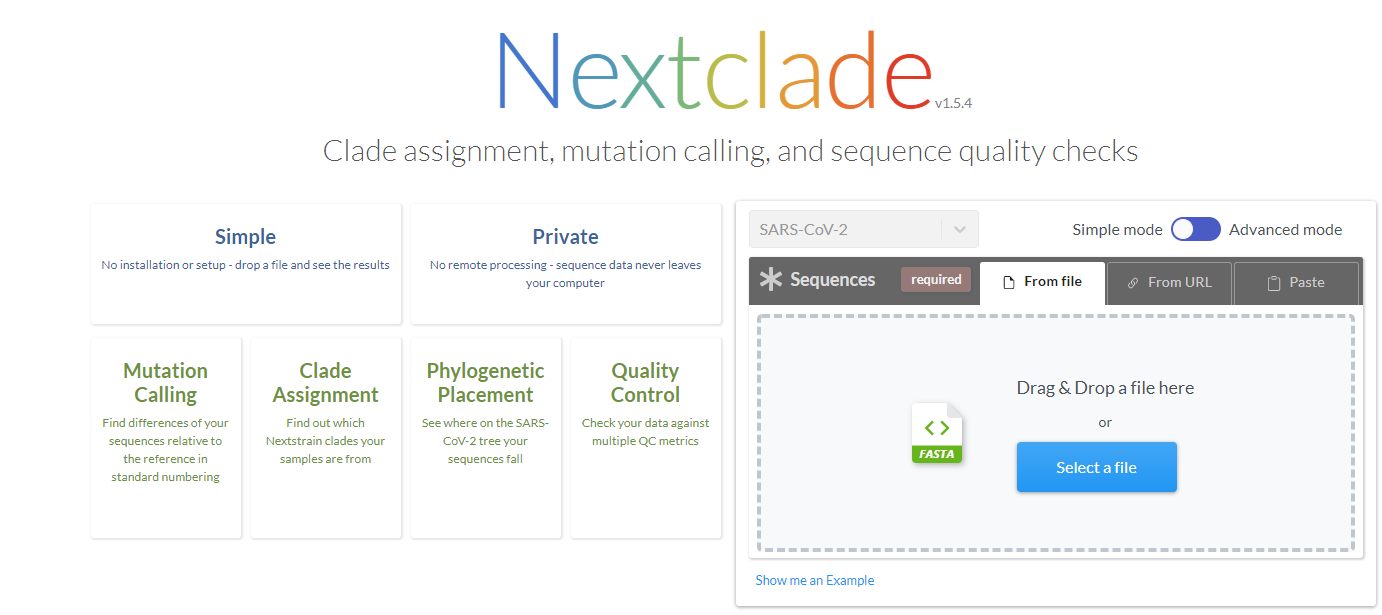 Nextclade v1.5.4
Clade assignment, mutation calling, and sequence quality checks
Simple
No installation or setup - drop a file and see the results
Private
No remote processing - sequence data never leaves
your computer
Mutation
Calling
Find differences of your
sequences relative to
the reference in
standard numbering
Clade
Assignment
Find out which
Nextstrain clades your
samples are from
Phylogenetic
Placement
See where on the SARS-
CoV-2 tree your
sequences fall
Quality
Control
Check your data against
multiple QC metrics
SARS-CoV-2
Simple mode Advanced mode
Sequences required From file From URL Paste
Drag & Drop a file here
or
FASTA
Select a file
Show me an Example